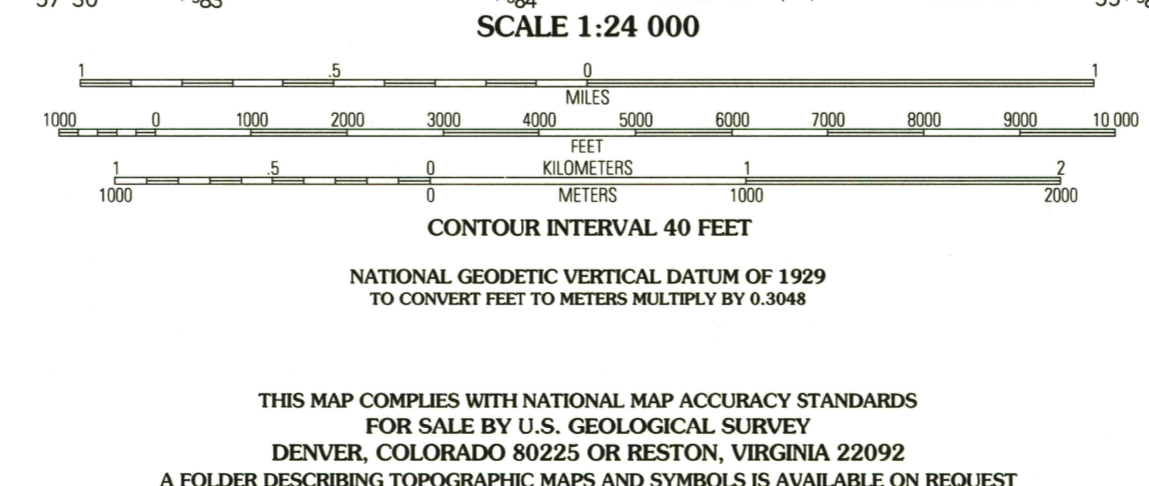 SCALE 1:24 000
1 .5 0 1
MILES
1000 0 1000 2000 3000 4000 5000 6000 7000 8000 9000 10 000
FEET
1 .5 0 KILOMETERS 1 2
1000 0 METERS 1000 2000
CONTOUR INTERVAL 40 FEET
NATIONAL GEODETIC VERTICAL DATUM OF 1929
TO CONVERT FEET TO METERS MULTIPLY BY 0.3048
THIS MAP COMPLIES WITH NATIONAL MAP ACCURACY STANDARDS
FOR SALE BY U.S. GEOLOGICAL SURVEY
DENVER, COLORADO 80225 OR RESTON, VIRGINIA 22092
A FOLDER DESCRIBING TOPOGRAPHIC MAPS AND SYMBOLS IS AVAILABLE ON REQUEST